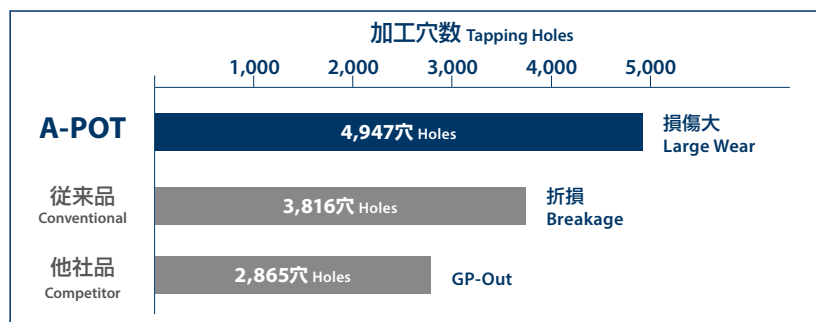 加工穴数 Tapping Holes
1,000 2,000 3,000 4,000 5,000
A-POT
4,947穴 Holes
損傷大
Large Wear
従来品
Conventional
3,816穴 Holes
折損
Breakage
他社品
Competitor
2,865穴 Holes
GP-Out